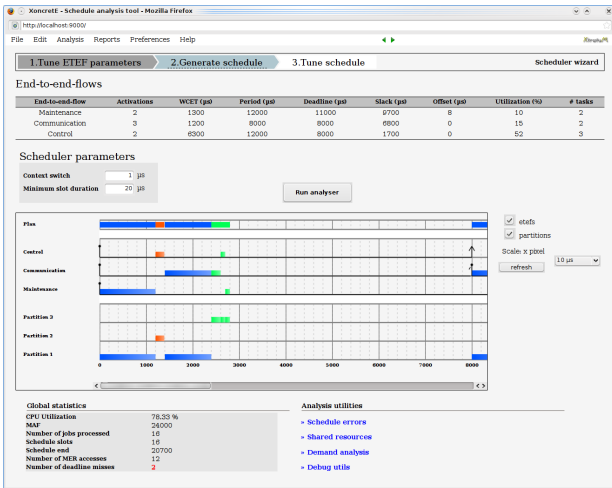 XoncretE - Schedule analysis tool - Mozilla Firefox
http://localhost:9000/
File Edit Analysis Reports Preferences Help
1.Tune ETEF parameters 2.Generate schedule 3.Tune schedule Scheduler wizard
End-to-end-flows
End-to-end-flow Activations WCET (µs) Period (µs) Deadline (µs) Slack (µs) Offset (µs) Utilization (%) # tasks
Maintenance 2 1300 12000 11000 9700 8 10 2
Communication 3 1200 8000 8000 6800 0 15 2
Control 2 6300 12000 8000 1700 0 52 3
Scheduler parameters
Context switch 1 µs
Minimum slot duration 20 µs
Run analyser
Plan
etefs
partitions
Control
Scale: x pixel
10 µs
Communication
refresh
Maintenance
Partition 3
Partition 2
Partition 1
0 1000 2000 3000 4000 5000 6000 7000 8000
Global statistics Analysis utilities
CPU Utilization 78.33 %
MAF 24000
Number of jobs processed 16
Schedule slots 16
Schedule end 20700
Number of MER accesses 12
Number of deadline misses 2
» Schedule errors
» Shared resources
» Demand analysis
» Debug utils